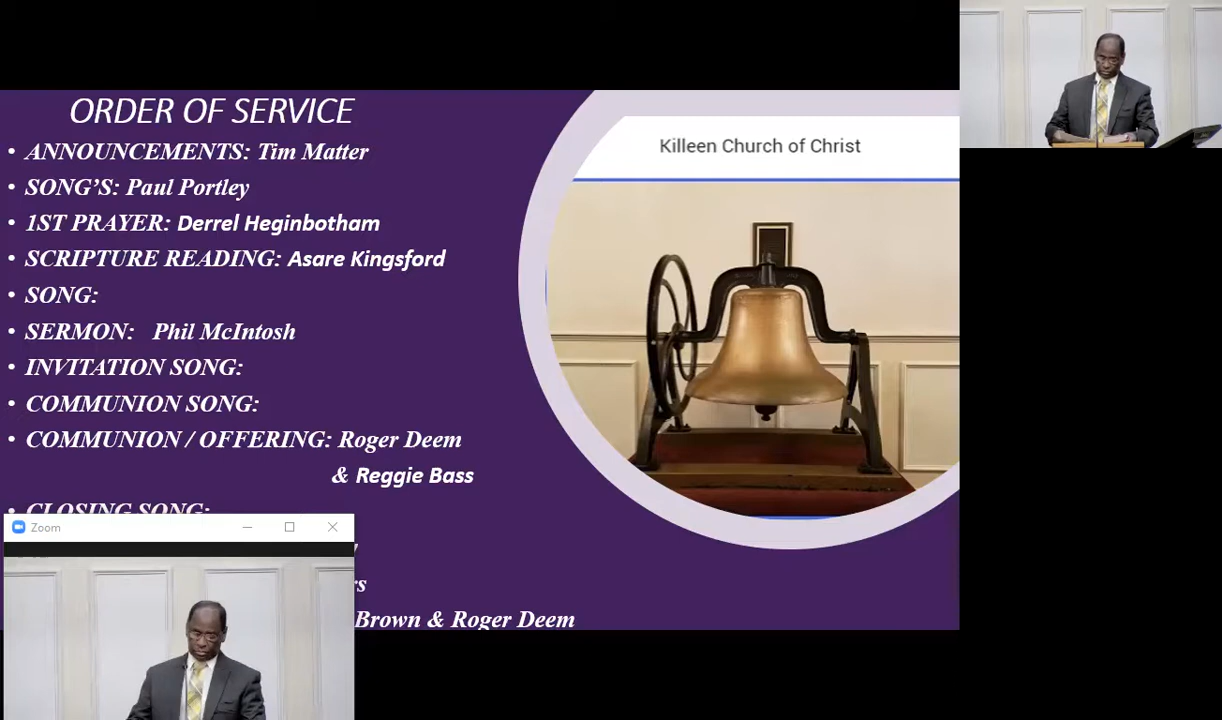 ORDER OF SERVICE
• ANNOUNCEMENTS: Tim Matter
• SONG'S: Paul Portley
• 1ST PRAYER: Derrel Heginbotham
• SCRIPTURE READING: Asare Kingsford
• SONG:
• SERMON: Phil McIntosh
• INVITATION SONG:
• COMMUNION SONG:
• COMMUNION / OFFERING: Roger Deem
& Reggie Bass
• CLOSING SONG:
Brown & Roger Deem
Killeen Church of Christ
Zoom